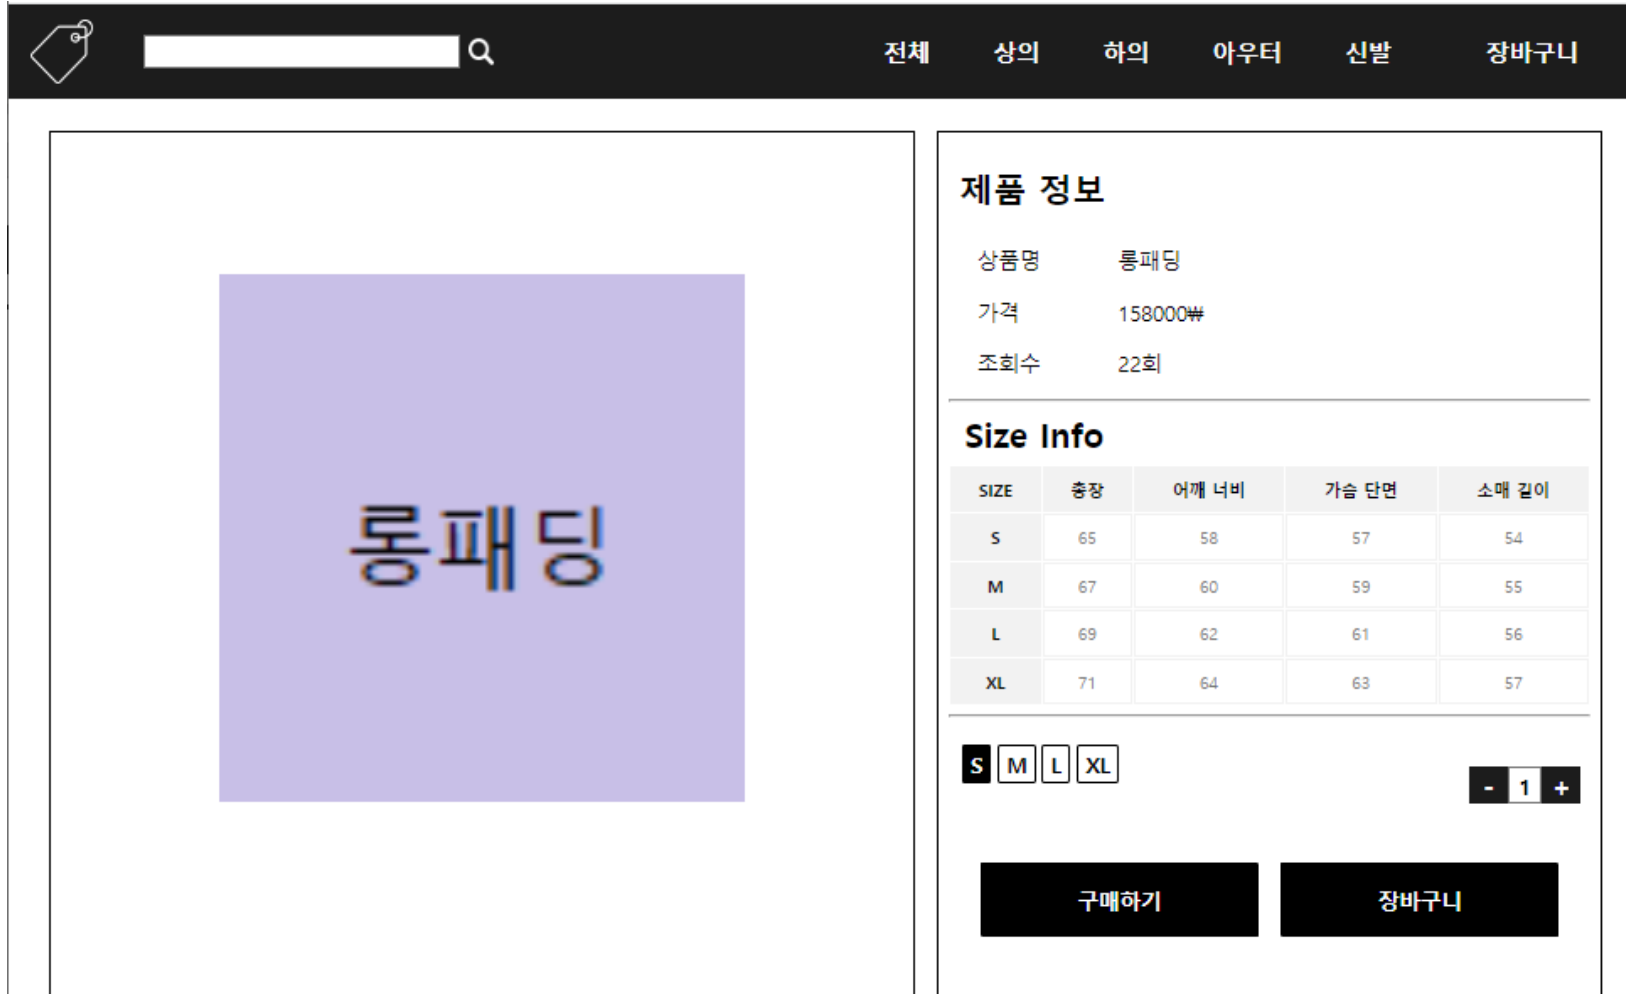 전체 상의 하의 아우터 신발 장바구니
롱패딩
제품 정보
상품명 롱패딩
가격 158000₩
조회수 22회
Size Info
SIZE 총장 어깨 너비 가슴 단면 소매 길이
S 65 58 57 54
M 67 60 59 55
L 69 62 61 56
XL 71 64 63 57
S M L XL
- 1 +
구매하기 장바구니